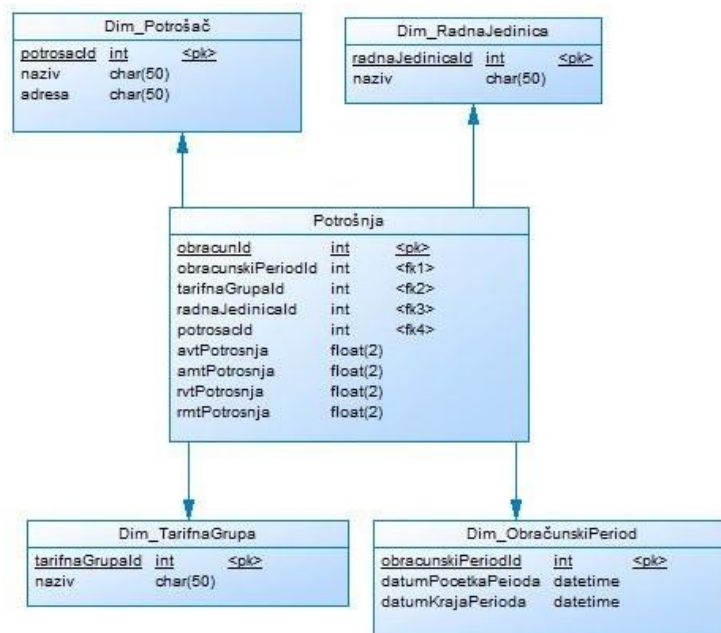 Dim_Potrošač
potrosacId int <pk>
naziv char(50)
adresa char(50)
Dim_RadnaJedinica
radnaJedinicaId int <pk>
naziv char(50)
Potrošnja
obracunId int <pk>
obracunskiPeriodId int <fk1>
tarifnaGrupaId int <fk2>
radnaJedinicaId int <fk3>
potrosacId int <fk4>
avtPotrosnja float(2)
amtPotrosnja float(2)
rvtPotrosnja float(2)
rmtPotrosnja float(2)
Dim_TarifnaGrupa
tarifnaGrupaId int <pk>
naziv char(50)
Dim_ObračunskiPeriod
obracunskiPeriodId int <pk>
datumPocetkaPeioda datetime
datumKrajaPerioda datetime